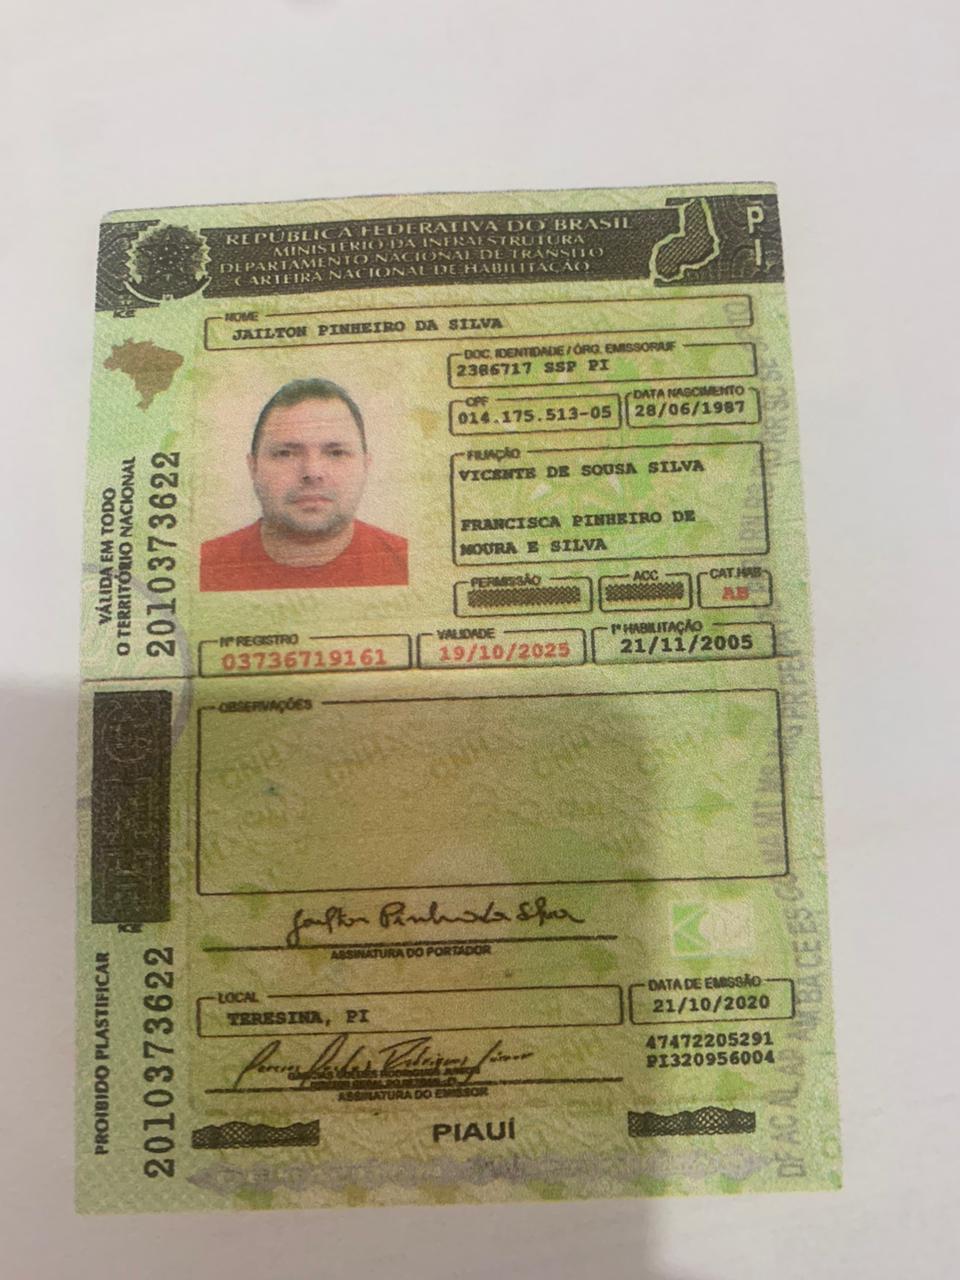 REPÚBLICA FEDERATIVA DO BRASIL
MINISTÉRIO DA INFRAESTRUTURA
DEPARTAMENTO NACIONAL DE TRÂNSITO
CARTEIRA NACIONAL DE HABILITAÇÃO
PI
NOME
JAILTON PINHEIRO DA SILVA
DOC. IDENTIDADE / ÓRG. EMISSOR/UF
2386717 SSP PI
CPF
014.175.513-05
DATA NASCIMENTO
28/06/1987
FILIAÇÃO
VICENTE DE SOUSA SILVA
FRANCISCA PINHEIRO DE
MOURA E SILVA
PERMISSÃO
ACC
CAT. HAB
AB
Nº REGISTRO
03736719161
VALIDADE
19/10/2025
1ª HABILITAÇÃO
21/11/2005
VÁLIDA EM TODO
O TERRITÓRIO NACIONAL
2010373622
OBSERVAÇÕES
Jailton Pinheiro da Silva
ASSINATURA DO PORTADOR
LOCAL
TERESINA, PI
DATA DE EMISSÃO
21/10/2020
47472205291
PI320956004
ASSINATURA DO EMISSOR
PROIBIDO PLASTIFICAR
2010373622
PIAUÍ